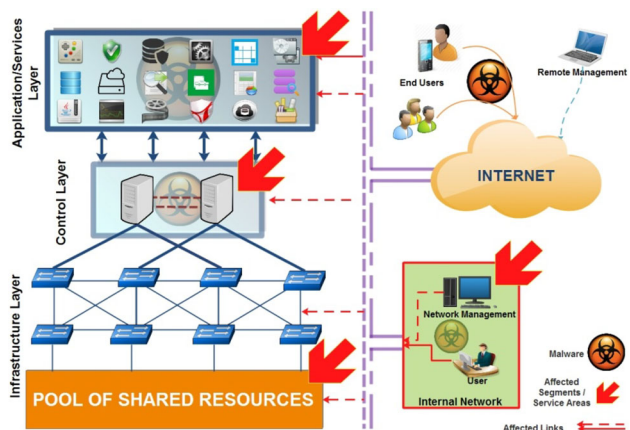 Application/Services
Layer
Control Layer
Infrastructure Layer
POOL OF SHARED RESOURCES
End Users
Remote Management
INTERNET
Network Management
User
Internal Network
Malware
Affected
Segments /
Service Areas
Affected Links